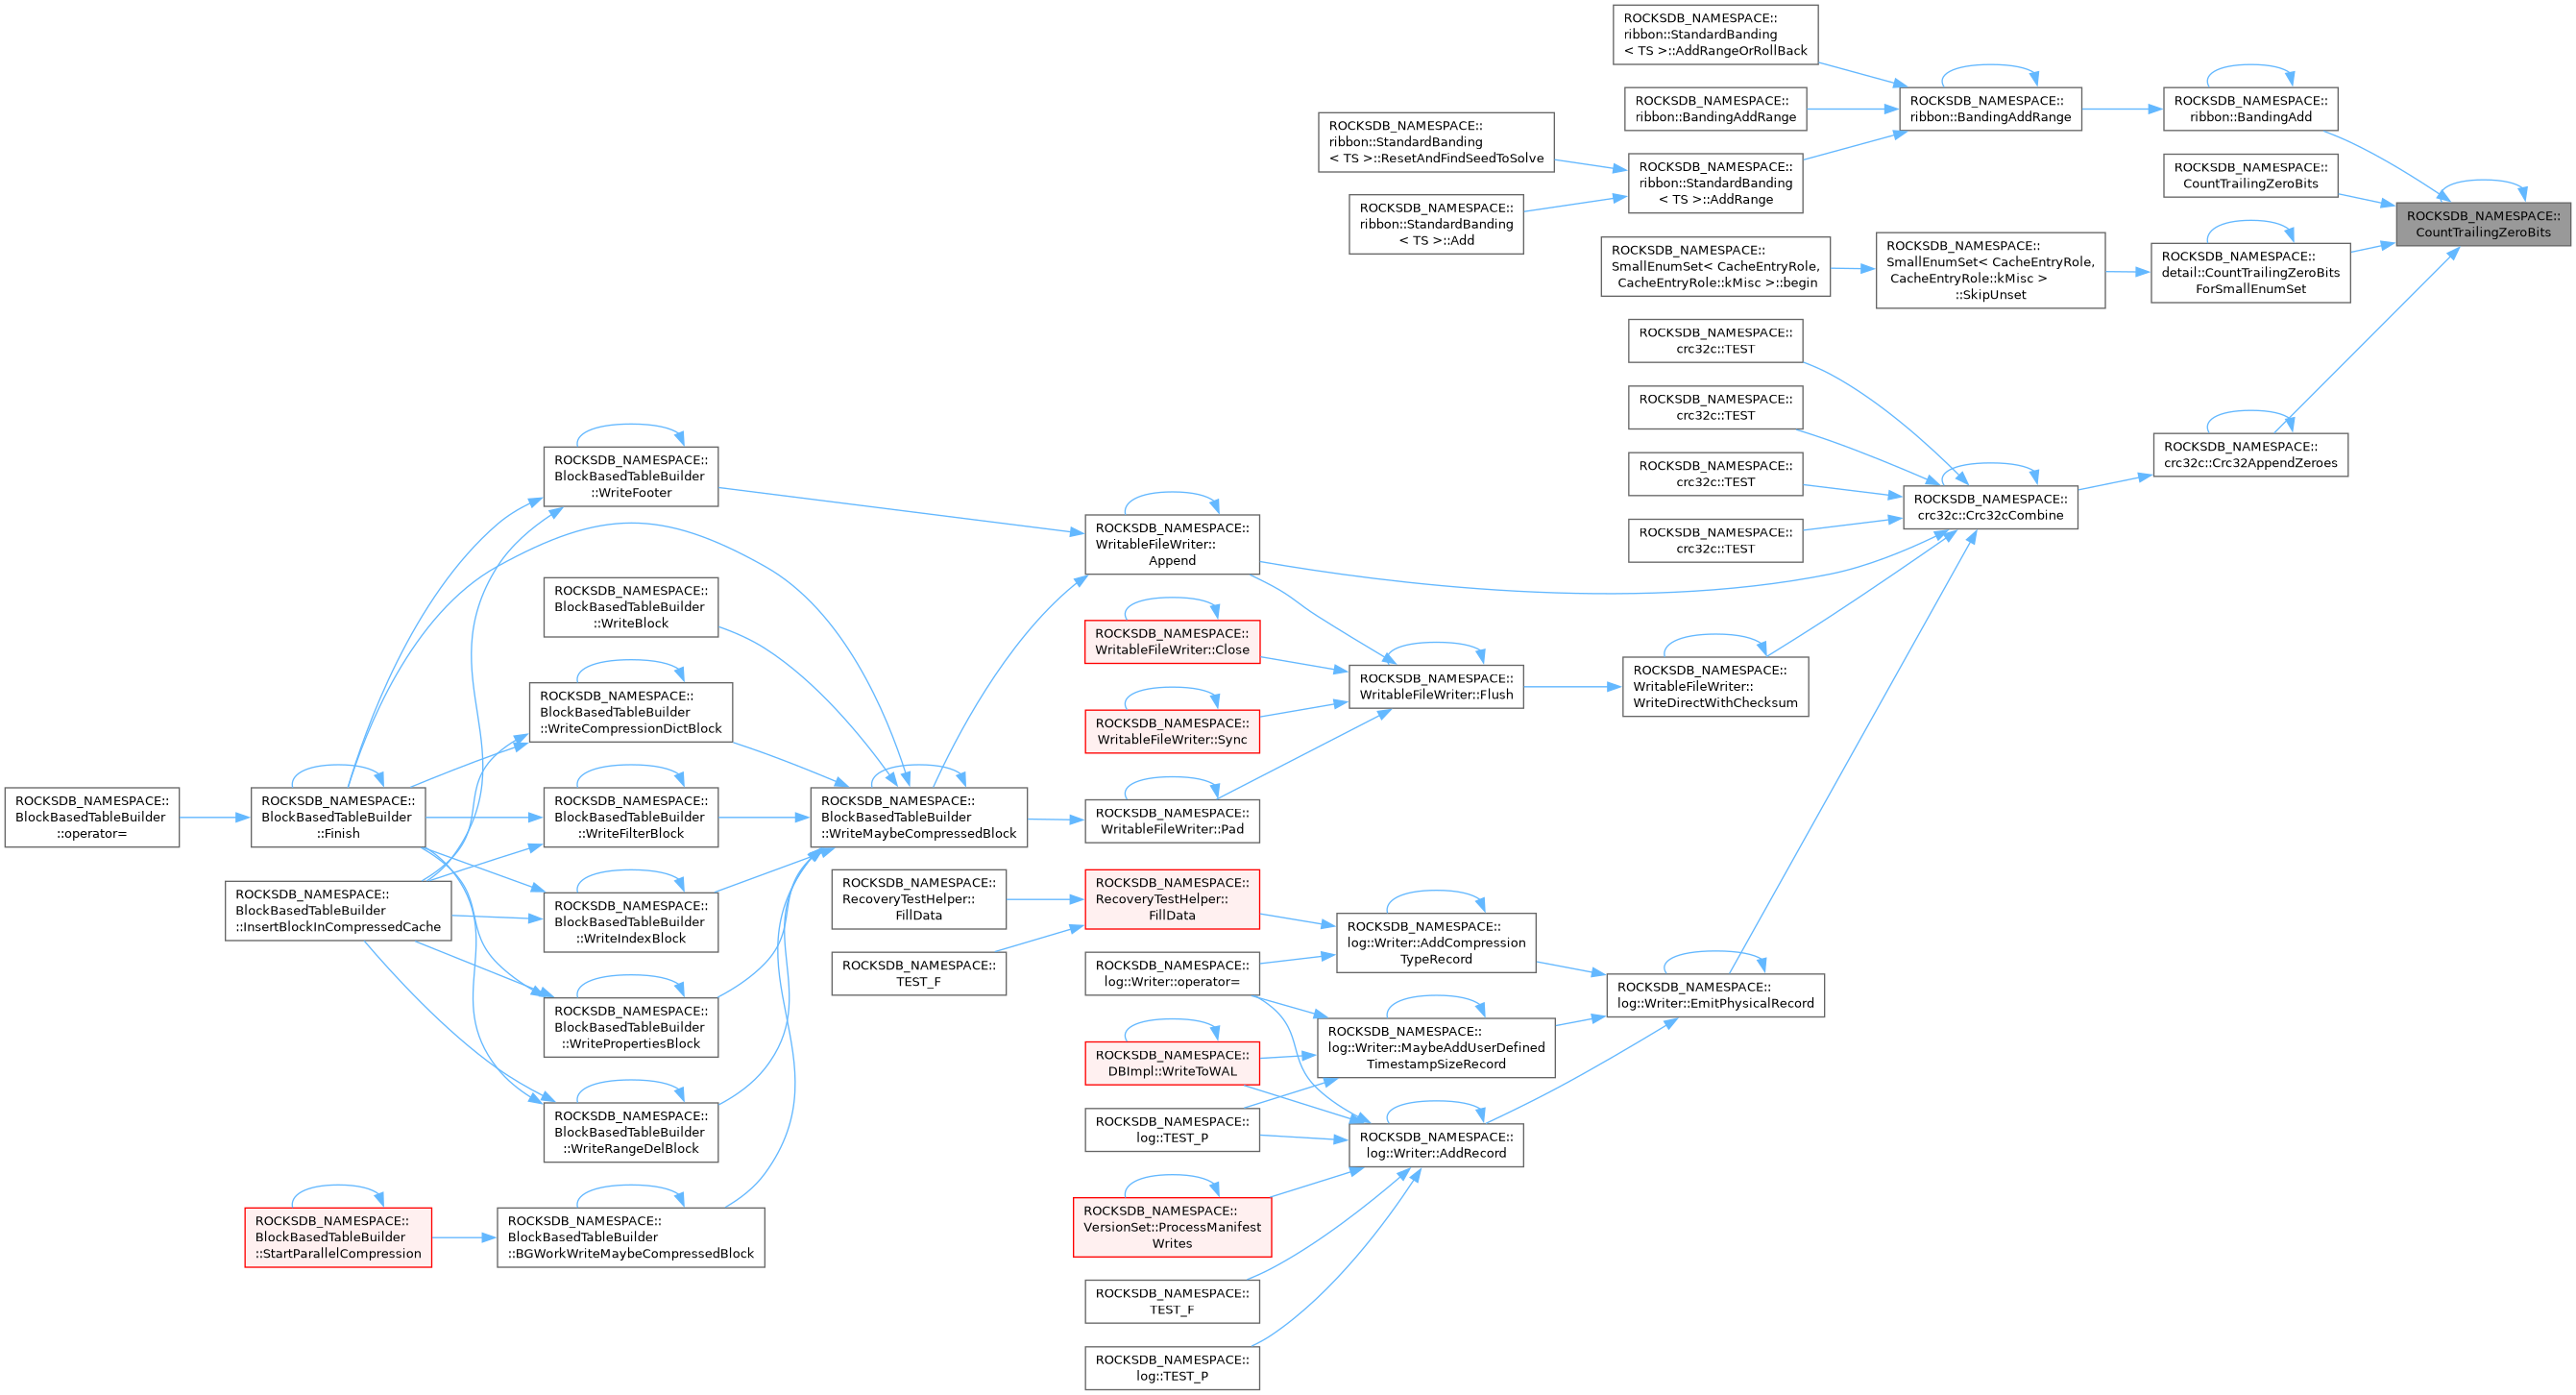 ROCKSDB_NAMESPACE::
ribbon::StandardBanding
< TS >::AddRangeOrRollBack
ROCKSDB_NAMESPACE::
ribbon::BandingAddRange
ROCKSDB_NAMESPACE::
ribbon::BandingAddRange
ROCKSDB_NAMESPACE::
ribbon::BandingAdd
ROCKSDB_NAMESPACE::
ribbon::StandardBanding
< TS >::ResetAndFindSeedToSolve
ROCKSDB_NAMESPACE::
ribbon::StandardBanding
< TS >::AddRange
ROCKSDB_NAMESPACE::
CountTrailingZeroBits
ROCKSDB_NAMESPACE::
ribbon::StandardBanding
< TS >::Add
ROCKSDB_NAMESPACE::
CountTrailingZeroBits
ROCKSDB_NAMESPACE::
SmallEnumSet< CacheEntryRole,
CacheEntryRole::kMisc >::begin
ROCKSDB_NAMESPACE::
SmallEnumSet< CacheEntryRole,
CacheEntryRole::kMisc >
::SkipUnset
ROCKSDB_NAMESPACE::
detail::CountTrailingZeroBits
ForSmallEnumSet
ROCKSDB_NAMESPACE::
crc32c::TEST
ROCKSDB_NAMESPACE::
crc32c::TEST
ROCKSDB_NAMESPACE::
crc32c::TEST
ROCKSDB_NAMESPACE::
crc32c::TEST
ROCKSDB_NAMESPACE::
crc32c::Crc32AppendZeroes
ROCKSDB_NAMESPACE::
crc32c::Crc32cCombine
ROCKSDB_NAMESPACE::
BlockBasedTableBuilder
::WriteFooter
ROCKSDB_NAMESPACE::
WritableFileWriter::
Append
ROCKSDB_NAMESPACE::
BlockBasedTableBuilder
::WriteBlock
ROCKSDB_NAMESPACE::
WritableFileWriter::Close
ROCKSDB_NAMESPACE::
WritableFileWriter::Flush
ROCKSDB_NAMESPACE::
WritableFileWriter::
WriteDirectWithChecksum
ROCKSDB_NAMESPACE::
BlockBasedTableBuilder
::WriteCompressionDictBlock
ROCKSDB_NAMESPACE::
WritableFileWriter::Sync
ROCKSDB_NAMESPACE::
BlockBasedTableBuilder
::operator=
ROCKSDB_NAMESPACE::
BlockBasedTableBuilder
::Finish
ROCKSDB_NAMESPACE::
BlockBasedTableBuilder
::WriteFilterBlock
ROCKSDB_NAMESPACE::
BlockBasedTableBuilder
::WriteMaybeCompressedBlock
ROCKSDB_NAMESPACE::
WritableFileWriter::Pad
ROCKSDB_NAMESPACE::
BlockBasedTableBuilder
::InsertBlockInCompressedCache
ROCKSDB_NAMESPACE::
BlockBasedTableBuilder
::WriteIndexBlock
ROCKSDB_NAMESPACE::
RecoveryTestHelper::
FillData
ROCKSDB_NAMESPACE::
RecoveryTestHelper::
FillData
ROCKSDB_NAMESPACE::
log::Writer::AddCompression
TypeRecord
ROCKSDB_NAMESPACE::
TEST_F
ROCKSDB_NAMESPACE::
log::Writer::operator=
ROCKSDB_NAMESPACE::
log::Writer::EmitPhysicalRecord
ROCKSDB_NAMESPACE::
BlockBasedTableBuilder
::WritePropertiesBlock
ROCKSDB_NAMESPACE::
DBImpl::WriteToWAL
ROCKSDB_NAMESPACE::
log::Writer::MaybeAddUserDefined
TimestampSizeRecord
ROCKSDB_NAMESPACE::
BlockBasedTableBuilder
::WriteRangeDelBlock
ROCKSDB_NAMESPACE::
log::TEST_P
ROCKSDB_NAMESPACE::
log::Writer::AddRecord
ROCKSDB_NAMESPACE::
BlockBasedTableBuilder
::StartParallelCompression
ROCKSDB_NAMESPACE::
BlockBasedTableBuilder
::BGWorkWriteMaybeCompressedBlock
ROCKSDB_NAMESPACE::
VersionSet::ProcessManifest
Writes
ROCKSDB_NAMESPACE::
TEST_F
ROCKSDB_NAMESPACE::
log::TEST_P